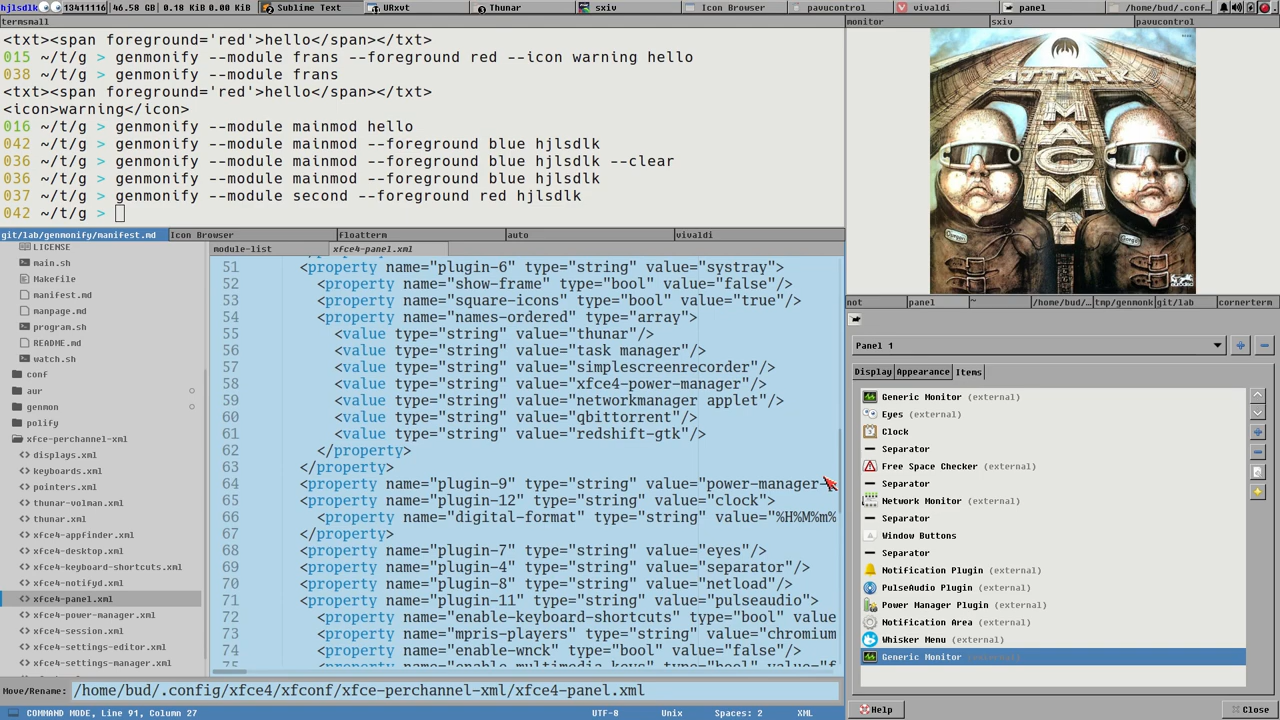 hjlsdlk 13411116 46.58 GB 0.18 KiB 0.00 KiB Sublime Text URxvt Thunar sxiv Icon Browser pavucontrol vivaldi panel /home/bud/.conf...
termsmall
<txt><span foreground='red'>hello</span></txt>
015 ~/t/g > genmonify --module frans --foreground red --icon warning hello
038 ~/t/g > genmonify --module frans
<txt><span foreground='red'>hello</span></txt>
<icon>warning</icon>
016 ~/t/g > genmonify --module mainmod hello
042 ~/t/g > genmonify --module mainmod --foreground blue hjlsdlk
036 ~/t/g > genmonify --module mainmod --foreground blue hjlsdlk --clear
036 ~/t/g > genmonify --module mainmod --foreground blue hjlsdlk
037 ~/t/g > genmonify --module second --foreground red hjlsdlk
042 ~/t/g >
monitor sxiv pavucontrol
ATTAHK
MAGMA
git/lab/genmonify/manifest.md Icon Browser floatterm auto vivaldi
LICENSE
main.sh
Makefile
manifest.md
manpage.md
program.sh
README.md
watch.sh
conf
aur
genmon
polify
xfce-perchannel-xml
displays.xml
keyboards.xml
pointers.xml
thunar-volman.xml
thunar.xml
xfce4-appfinder.xml
xfce4-desktop.xml
xfce4-keyboard-shortcuts.xml
xfce4-notifyd.xml
xfce4-panel.xml
xfce4-power-manager.xml
xfce4-session.xml
xfce4-settings-editor.xml
xfce4-settings-manager.xml
module-list xfce4-panel.xml
51 <property name="plugin-6" type="string" value="systray">
52 <property name="show-frame" type="bool" value="false"/>
53 <property name="square-icons" type="bool" value="true"/>
54 <property name="names-ordered" type="array">
55 <value type="string" value="thunar"/>
56 <value type="string" value="task manager"/>
57 <value type="string" value="simplescreenrecorder"/>
58 <value type="string" value="xfce4-power-manager"/>
59 <value type="string" value="networkmanager applet"/>
60 <value type="string" value="qbittorrent"/>
61 <value type="string" value="redshift-gtk"/>
62 </property>
63 </property>
64 <property name="plugin-9" type="string" value="power-manager-
65 <property name="plugin-12" type="string" value="clock">
66 <property name="digital-format" type="string" value="%H%M%m%
67 </property>
68 <property name="plugin-7" type="string" value="eyes"/>
69 <property name="plugin-4" type="string" value="separator"/>
70 <property name="plugin-8" type="string" value="netload"/>
71 <property name="plugin-11" type="string" value="pulseaudio">
72 <property name="enable-keyboard-shortcuts" type="bool" value
73 <property name="mpris-players" type="string" value="chromium
74 <property name="enable-wnck" type="bool" value="false"/>
75 <property name="enable-multimedia-keys" type="bool" value="f
Move/Rename: /home/bud/.config/xfce4/xfconf/xfce-perchannel-xml/xfce4-panel.xml
COMMAND MODE, Line 91, Column 27 UTF-8 Unix Spaces: 2 XML
not panel ~ /home/bud/... tmp/genmonk git/lab cornerterm
Panel 1
Display Appearance Items
Generic Monitor (external)
Eyes (external)
Clock
Separator
Free Space Checker (external)
Separator
Network Monitor (external)
Separator
Window Buttons
Separator
Notification Plugin (external)
PulseAudio Plugin (external)
Power Manager Plugin (external)
Notification Area (external)
Whisker Menu (external)
Generic Monitor (external)
Help Close